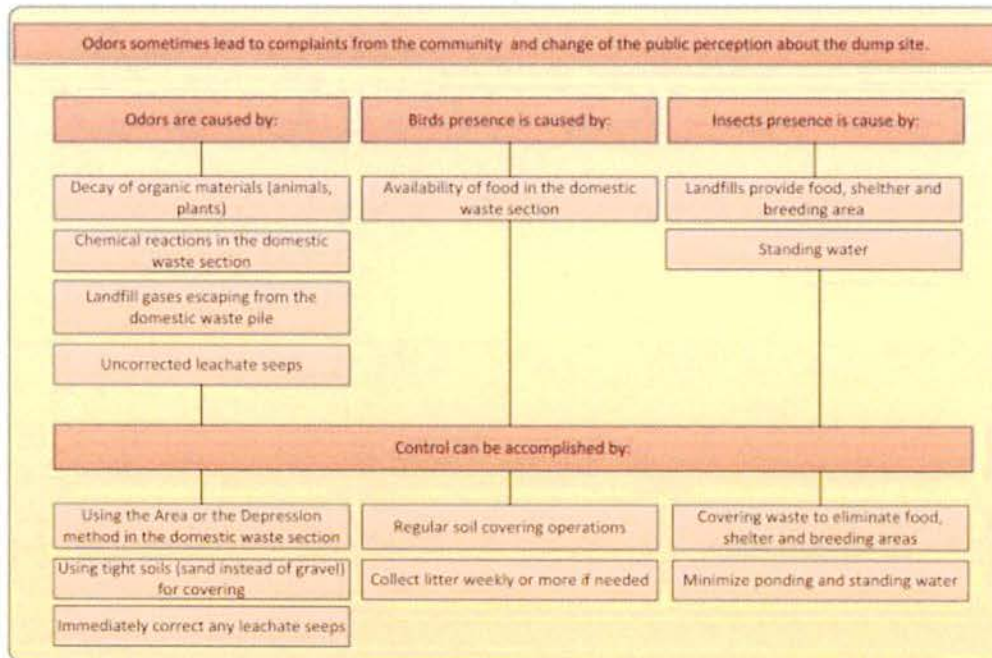 Odors sometimes lead to complaints from the community and change of the public perception about the dump site.
Odors are caused by:
Decay of organic materials (animals,
plants)
Chemical reactions in the domestic
waste section
Landfill gases escaping from the
domestic waste pile
Uncorrected leachate seeps
Birds presence is caused by:
Availability of food in the domestic
waste section
Insects presence is cause by:
Landfills provide food, shelther and
breeding area
Standing water
Control can be accomplished by:
Using the Area or the Depression
method in the domestic waste section
Using tight soils (sand instead of gravel)
for covering
Immediately correct any leachate seeps
Regular soil covering operations
Collect litter weekly or more if needed
Covering waste to eliminate food,
shelter and breeding areas
Minimize ponding and standing water